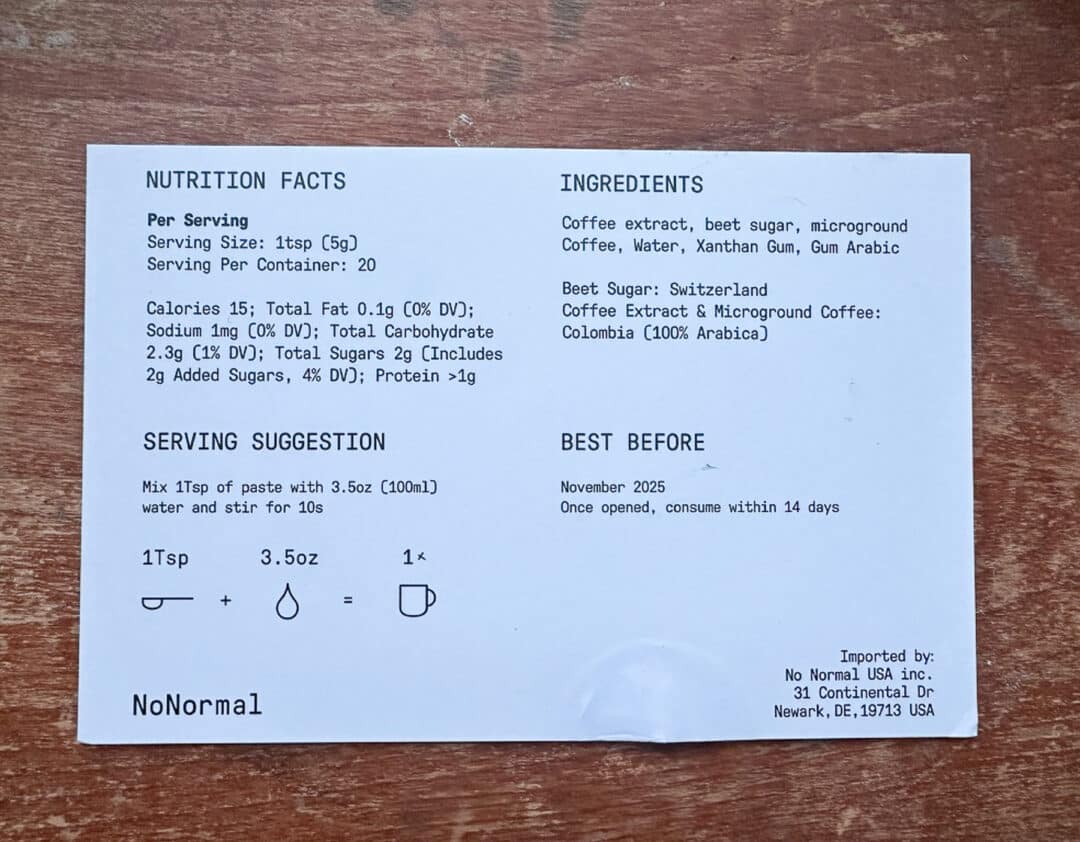 NUTRITION FACTS
Per Serving
Serving Size: 1tsp (5g)
Serving Per Container: 20
Calories 15; Total Fat 0.1g (0% DV);
Sodium 1mg (0% DV); Total Carbohydrate
2.3g (1% DV); Total Sugars 2g (Includes
2g Added Sugars, 4% DV); Protein >1g
INGREDIENTS
Coffee extract, beet sugar, microground
Coffee, Water, Xanthan Gum, Gum Arabic
Beet Sugar: Switzerland
Coffee Extract & Microground Coffee:
Colombia (100% Arabica)
SERVING SUGGESTION
Mix 1Tsp of paste with 3.5oz (100ml)
water and stir for 10s
1Tsp 3.5oz 1×
+ =
BEST BEFORE
November 2025
Once opened, consume within 14 days
NoNormal
Imported by:
No Normal USA inc.
31 Continental Dr
Newark,DE,19713 USA